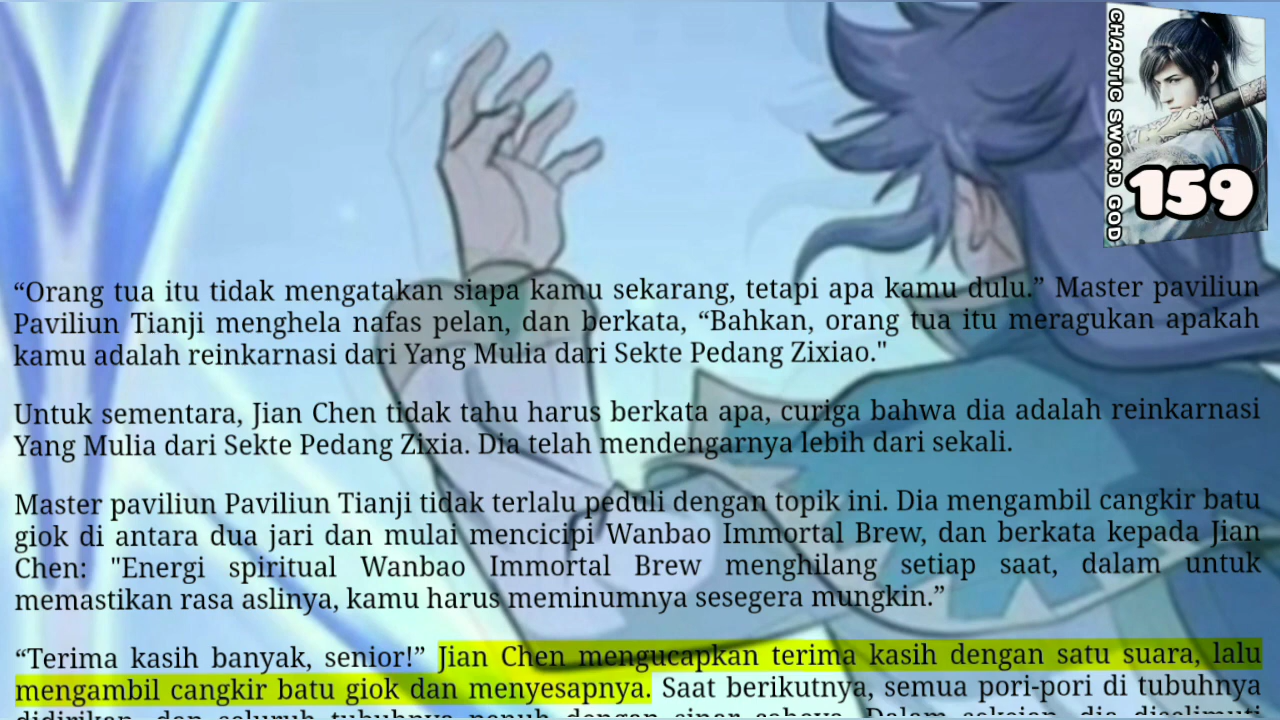 CHAOTIC SWORD GOD
159
“Orang tua itu tidak mengatakan siapa kamu sekarang, tetapi apa kamu dulu.” Master paviliun
Paviliun Tianji menghela nafas pelan, dan berkata, “Bahkan, orang tua itu meragukan apakah
kamu adalah reinkarnasi dari Yang Mulia dari Sekte Pedang Zixiao."
Untuk sementara, Jian Chen tidak tahu harus berkata apa, curiga bahwa dia adalah reinkarnasi
Yang Mulia dari Sekte Pedang Zixia. Dia telah mendengarnya lebih dari sekali.
Master paviliun Paviliun Tianji tidak terlalu peduli dengan topik ini. Dia mengambil cangkir batu
giok di antara dua jari dan mulai mencicipi Wanbao Immortal Brew, dan berkata kepada Jian
Chen: "Energi spiritual Wanbao Immortal Brew menghilang setiap saat, dalam untuk
memastikan rasa aslinya, kamu harus meminumnya sesegera mungkin.”
“Terima kasih banyak, senior!” Jian Chen mengucapkan terima kasih dengan satu suara, lalu
mengambil cangkir batu giok dan menyesapnya. Saat berikutnya, semua pori-pori di tubuhnya